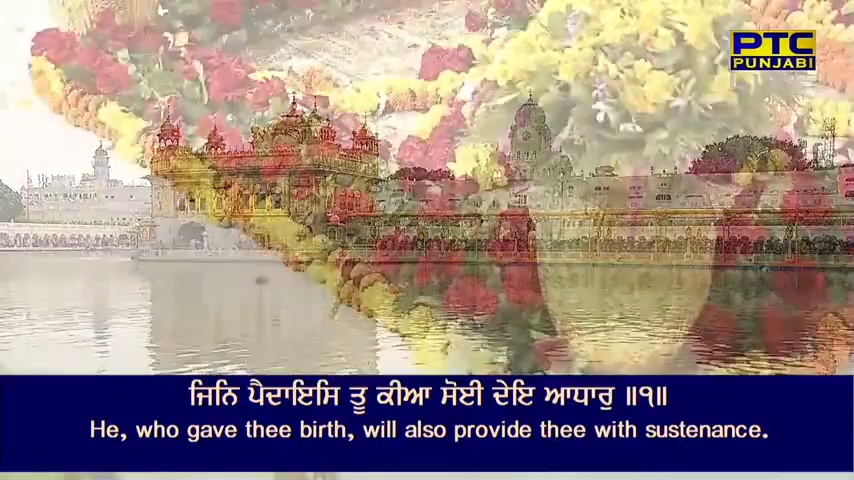 PTC
PUNJABI
ਜਿਨਿ ਪੈਦਾਇਸਿ ਤੂ ਕੀਆ ਸੋਈ ਦੇਇ ਆਧਾਰੁ ॥੧॥
He, who gave thee birth, will also provide thee with sustenance.